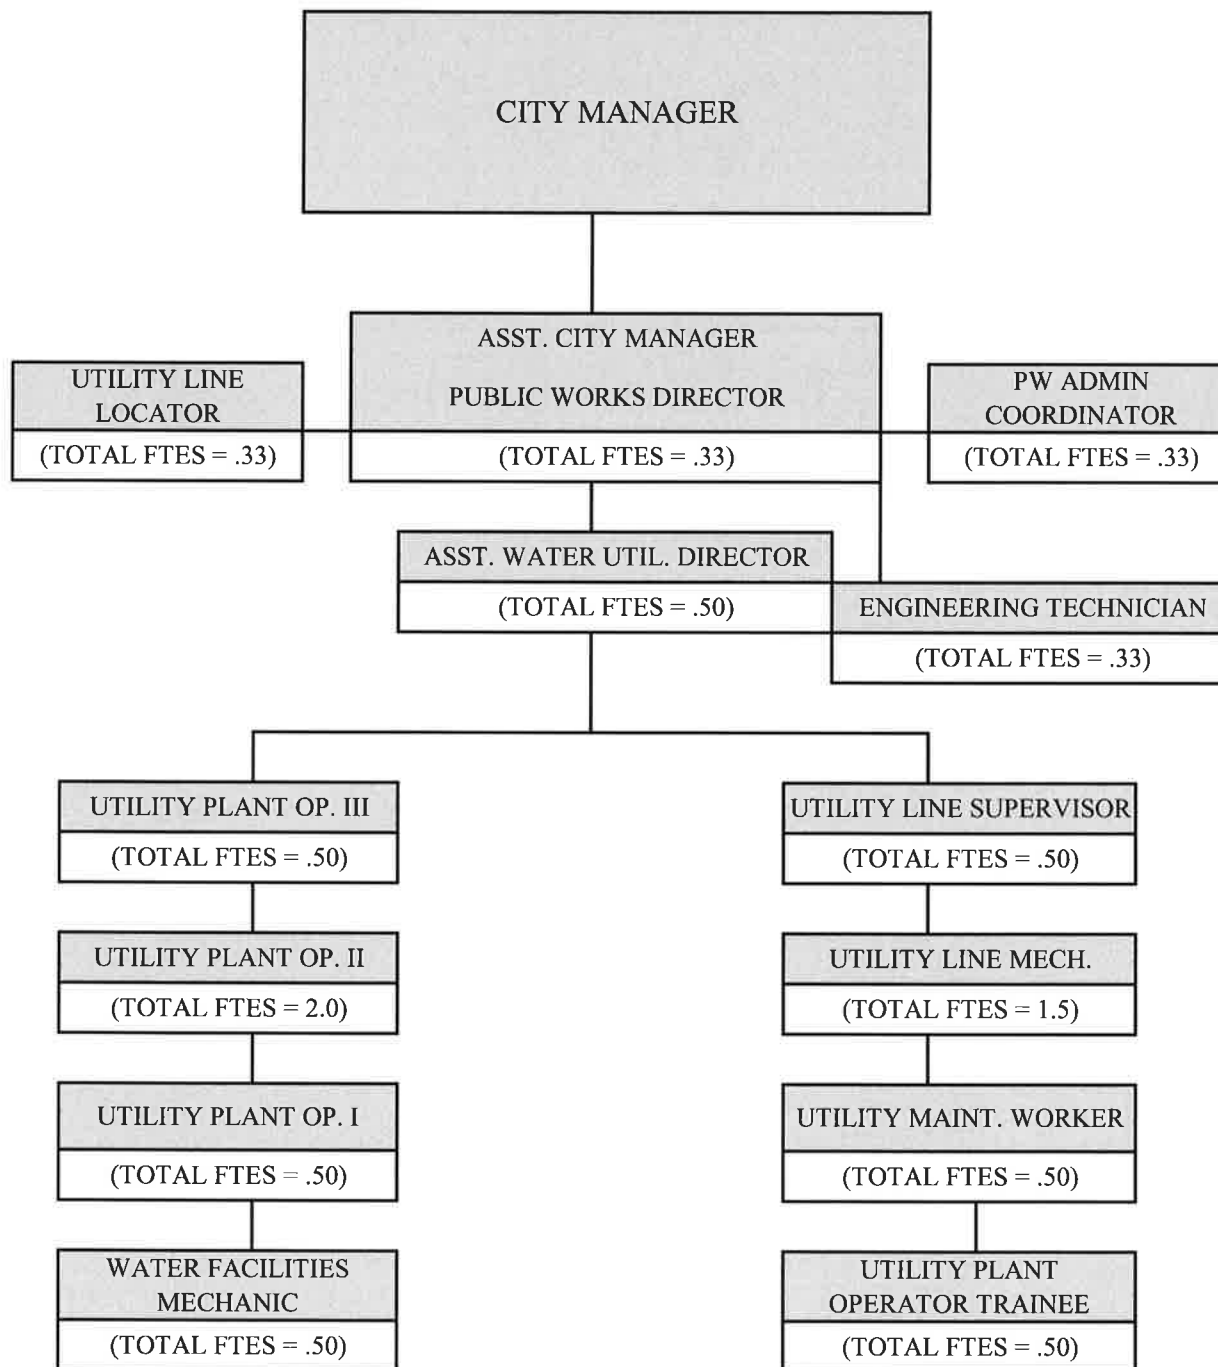 CITY MANAGER
ASST. CITY MANAGER
PUBLIC WORKS DIRECTOR
(TOTAL FTES = .33)
UTILITY LINE
LOCATOR
(TOTAL FTES = .33)
PW ADMIN
COORDINATOR
(TOTAL FTES = .33)
ASST. WATER UTIL. DIRECTOR
(TOTAL FTES = .50)
ENGINEERING TECHNICIAN
(TOTAL FTES = .33)
UTILITY PLANT OP. III
(TOTAL FTES = .50)
UTILITY PLANT OP. II
(TOTAL FTES = 2.0)
UTILITY PLANT OP. I
(TOTAL FTES = .50)
WATER FACILITIES
MECHANIC
(TOTAL FTES = .50)
UTILITY LINE SUPERVISOR
(TOTAL FTES = .50)
UTILITY LINE MECH.
(TOTAL FTES = 1.5)
UTILITY MAINT. WORKER
(TOTAL FTES = .50)
UTILITY PLANT
OPERATOR TRAINEE
(TOTAL FTES = .50)